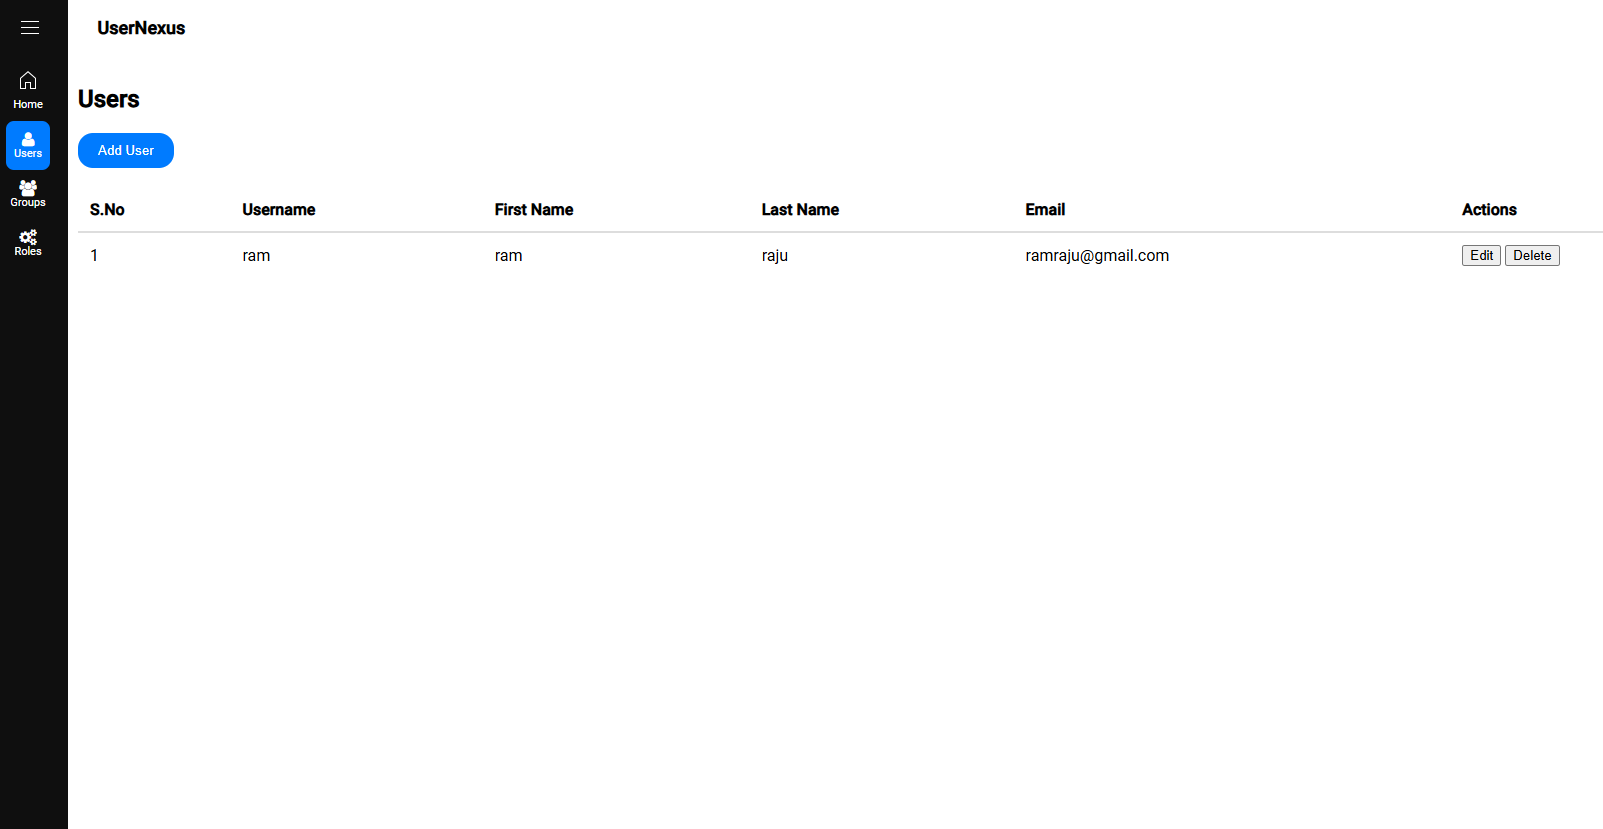 UserNexus
Home
Users
Groups
Roles
Users
Add User
S.No Username First Name Last Name Email Actions
1 ram ram raju ramraju@gmail.com Edit Delete